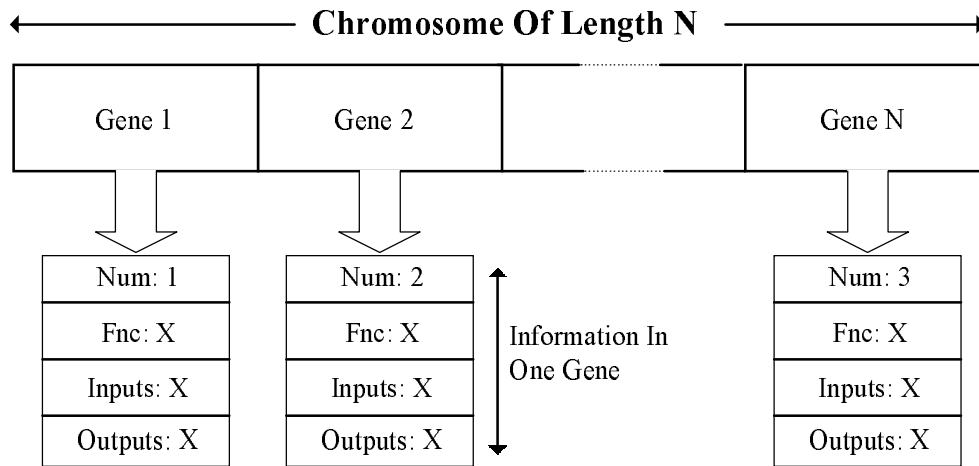 Chromosome Of Length N
Gene 1
Gene 2
Gene N
Num: 1
Fnc: X
Inputs: X
Outputs: X
Num: 2
Fnc: X
Inputs: X
Outputs: X
Information In
One Gene
Num: 3
Fnc: X
Inputs: X
Outputs: X